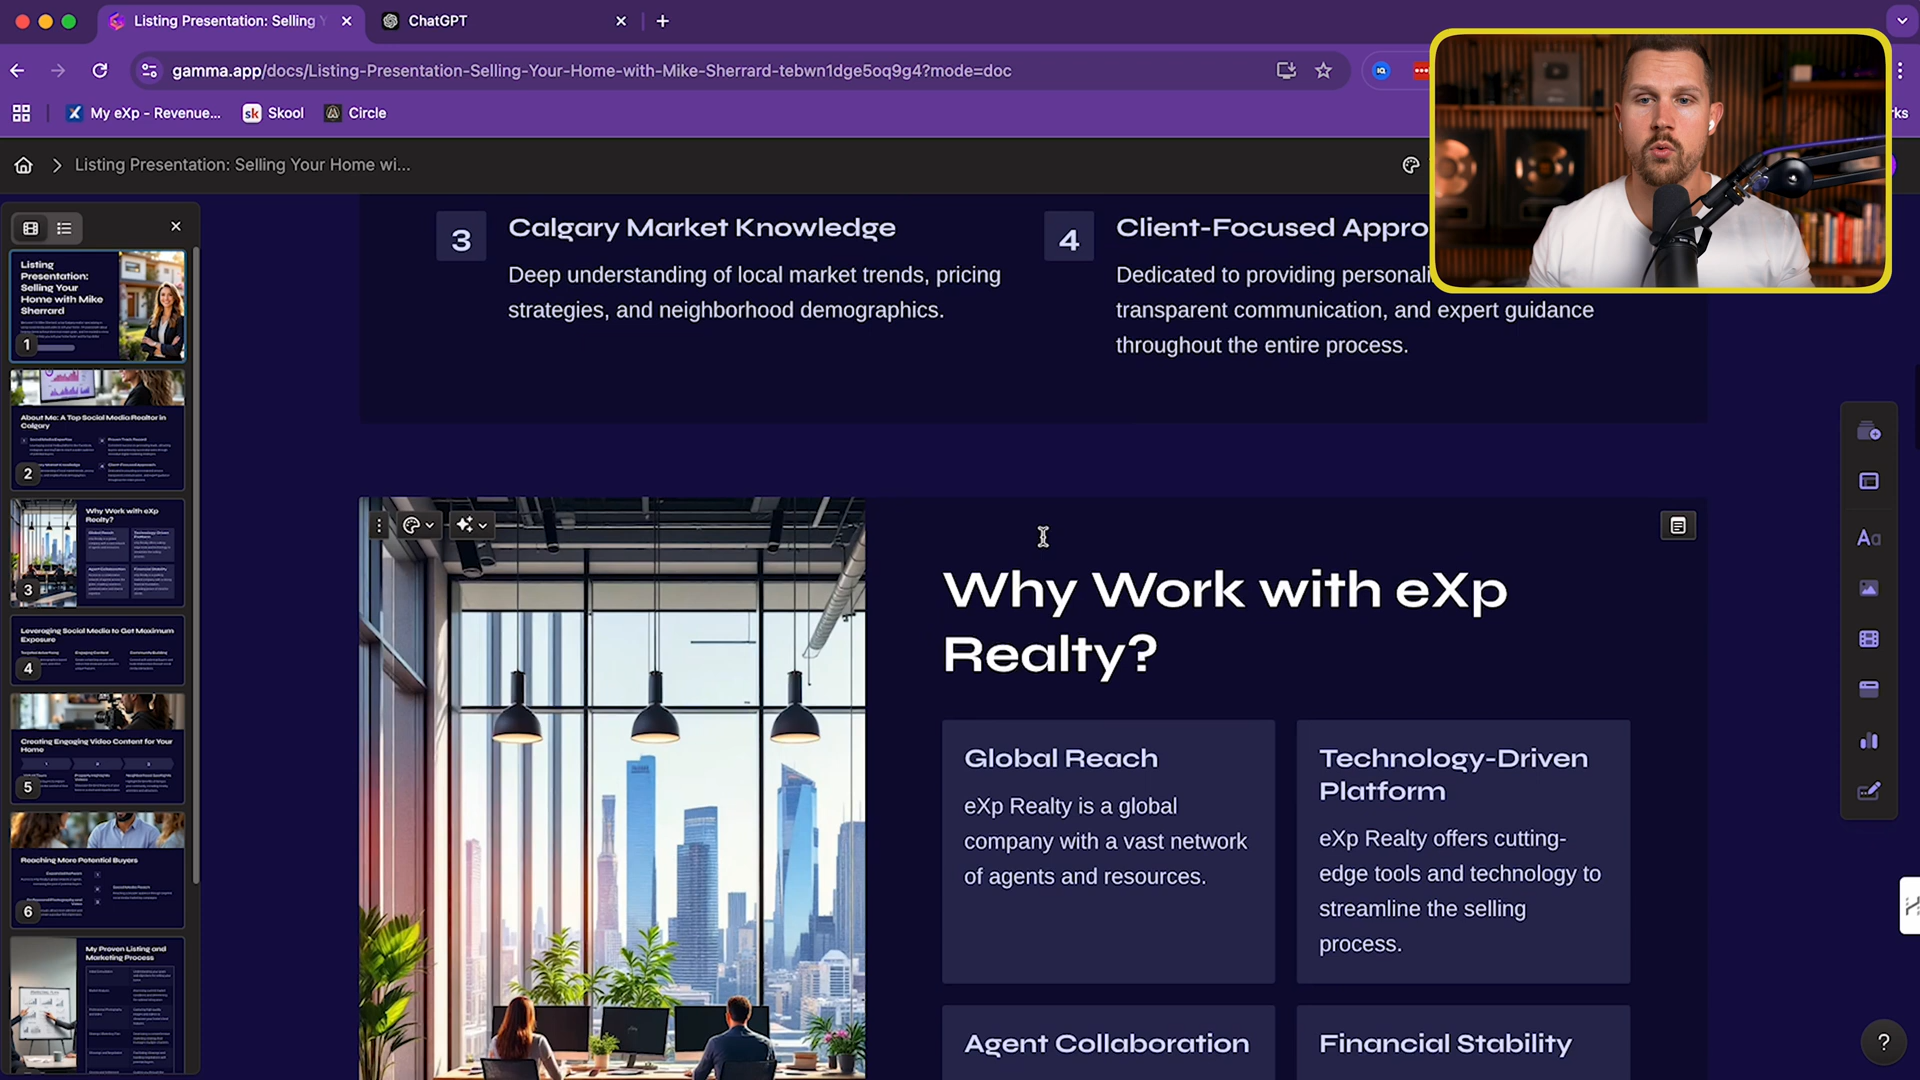 Listing Presentation: Selling Y
ChatGPT
gamma.app/docs/Listing-Presentation-Selling-Your-Home-with-Mike-Sherrard-tebwn1dge5oq9g4?mode=doc
My eXp - Revenue...
Skool
Circle
rks
Listing Presentation: Selling Your Home wi...
3
Calgary Market Knowledge
Deep understanding of local market trends, pricing
strategies, and neighborhood demographics.
4
Client-Focused Appro
Dedicated to providing personali
transparent communication, and expert guidance
throughout the entire process.
Why Work with eXp
Realty?
Global Reach
eXp Realty is a global
company with a vast network
of agents and resources.
Technology-Driven
Platform
eXp Realty offers cutting-
edge tools and technology to
streamline the selling
process.
Agent Collaboration
Financial Stability
Listing
Presentation:
Selling Your
Home with Mike
Sherrard
1
About Me: A Top Social Media Realtor in
Calgary
2
Why Work with eXp
Realty?
3
Leveraging Social Media to Get Maximum
Exposure
4
Creating Engaging Video Content for Your
Home
5
Reaching More Potential Buyers
6
My Proven Listing and
Marketing Process
Aa
?